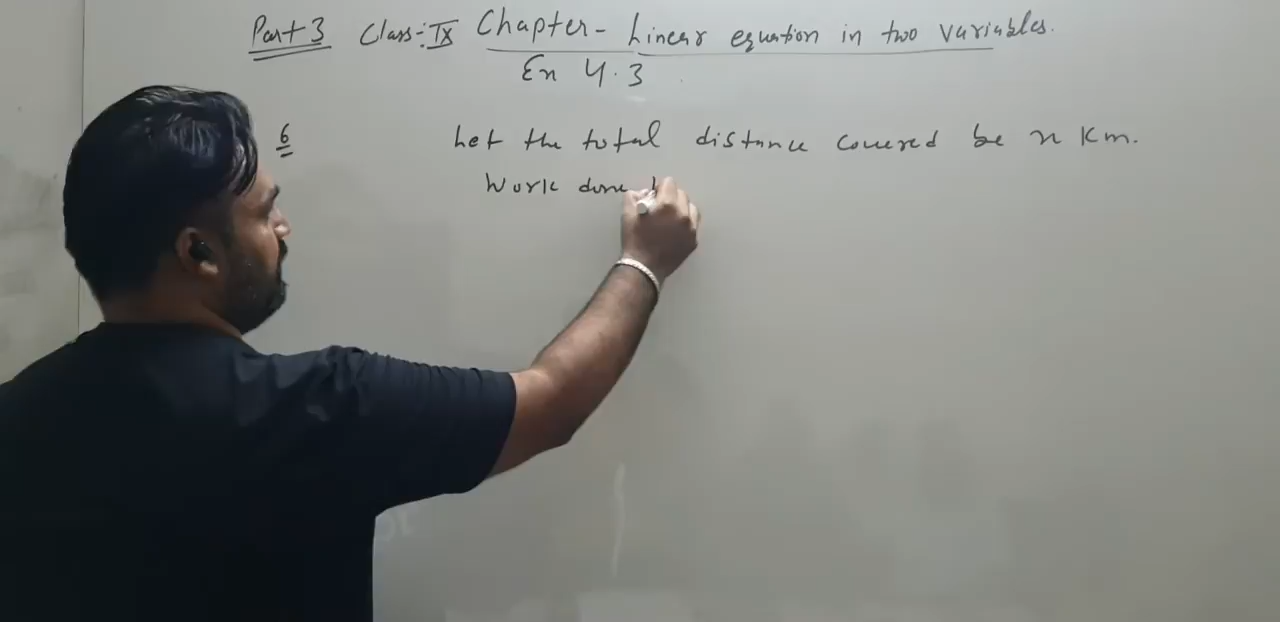 Part 3 Class:- IX Chapter - Linear equation in two variables.
Ex 4.3
6 Let the total distance covered be x Km.
Work done